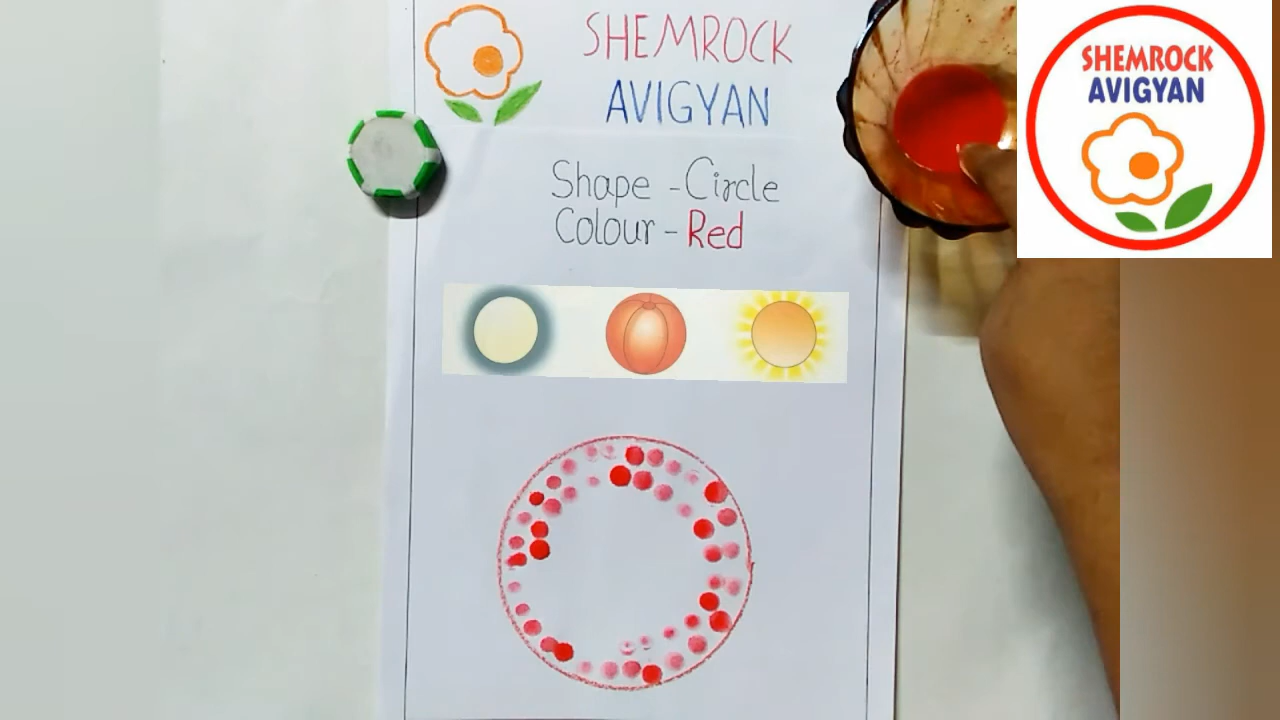 SHEMROCK
AVIGYAN
Shape - Circle
Colour - Red
SHEMROCK
AVIGYAN